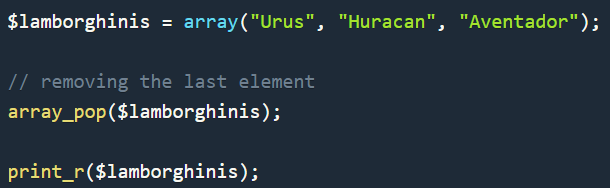 $lamborghinis = array("Urus", "Huracan", "Aventador");
// removing the last element
array_pop($lamborghinis);
print_r($lamborghinis);